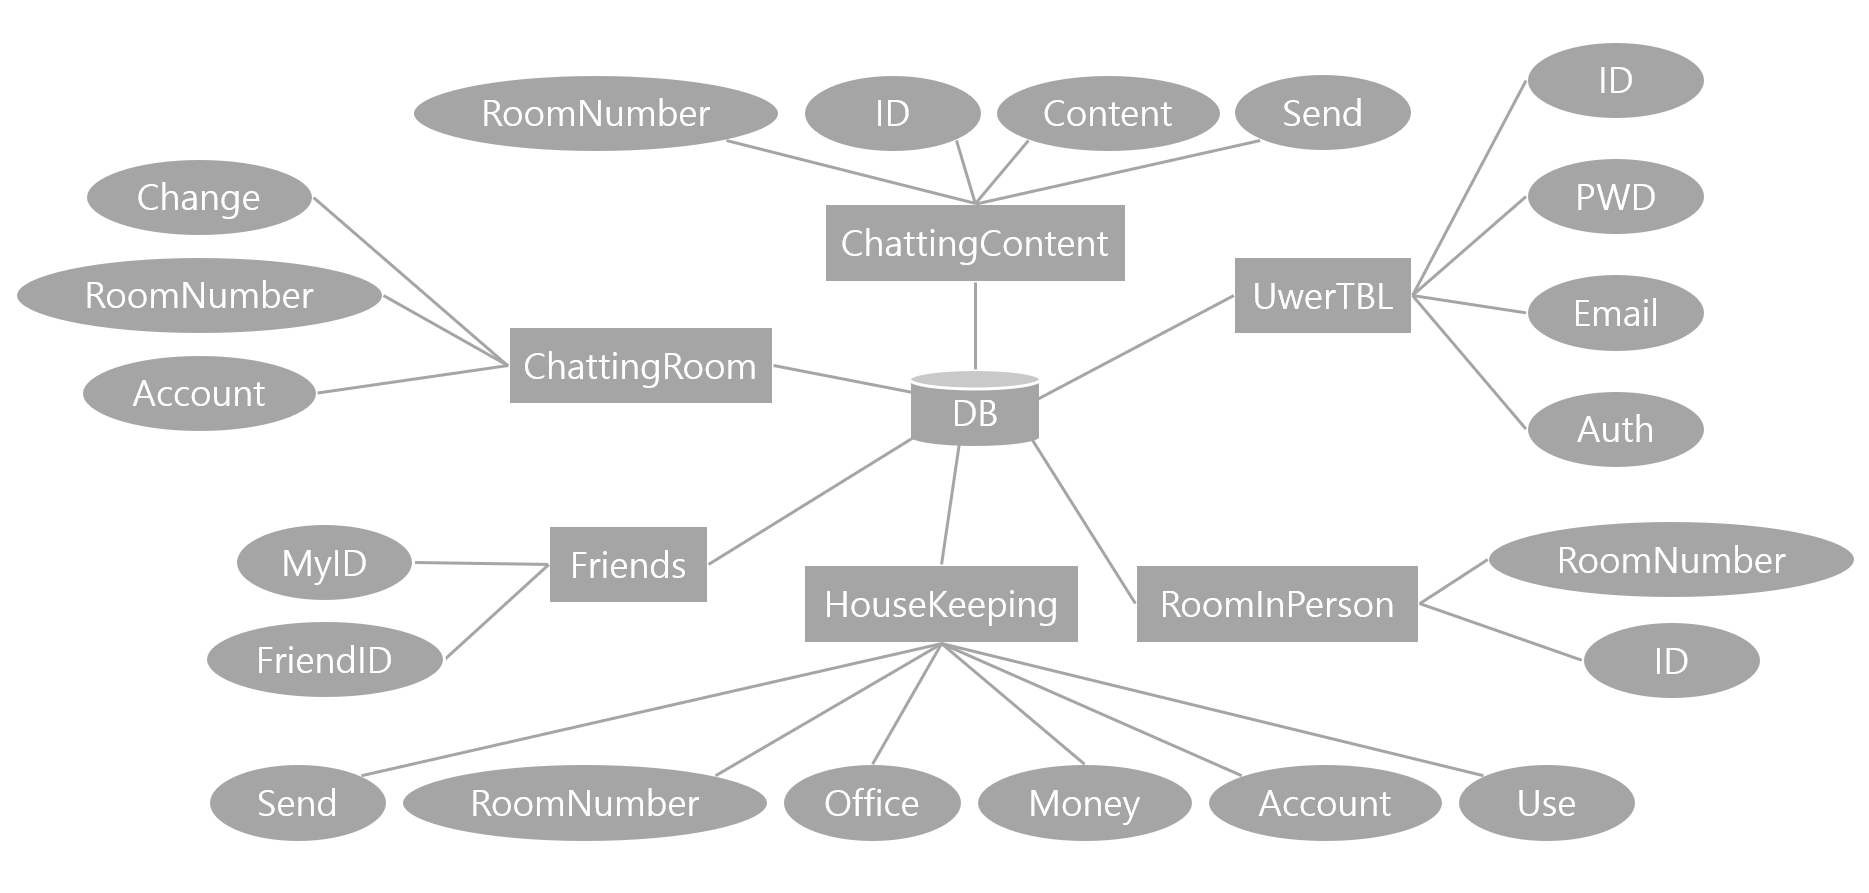 ID
RoomNumber
ID
Content
Send
Change
PWD
ChattingContent
RoomNumber
UwerTBL
Email
ChattingRoom
Account
DB
Auth
MyID
Friends
RoomNumber
HouseKeeping
RoomInPerson
FriendID
ID
Send
RoomNumber
Office
Money
Account
Use